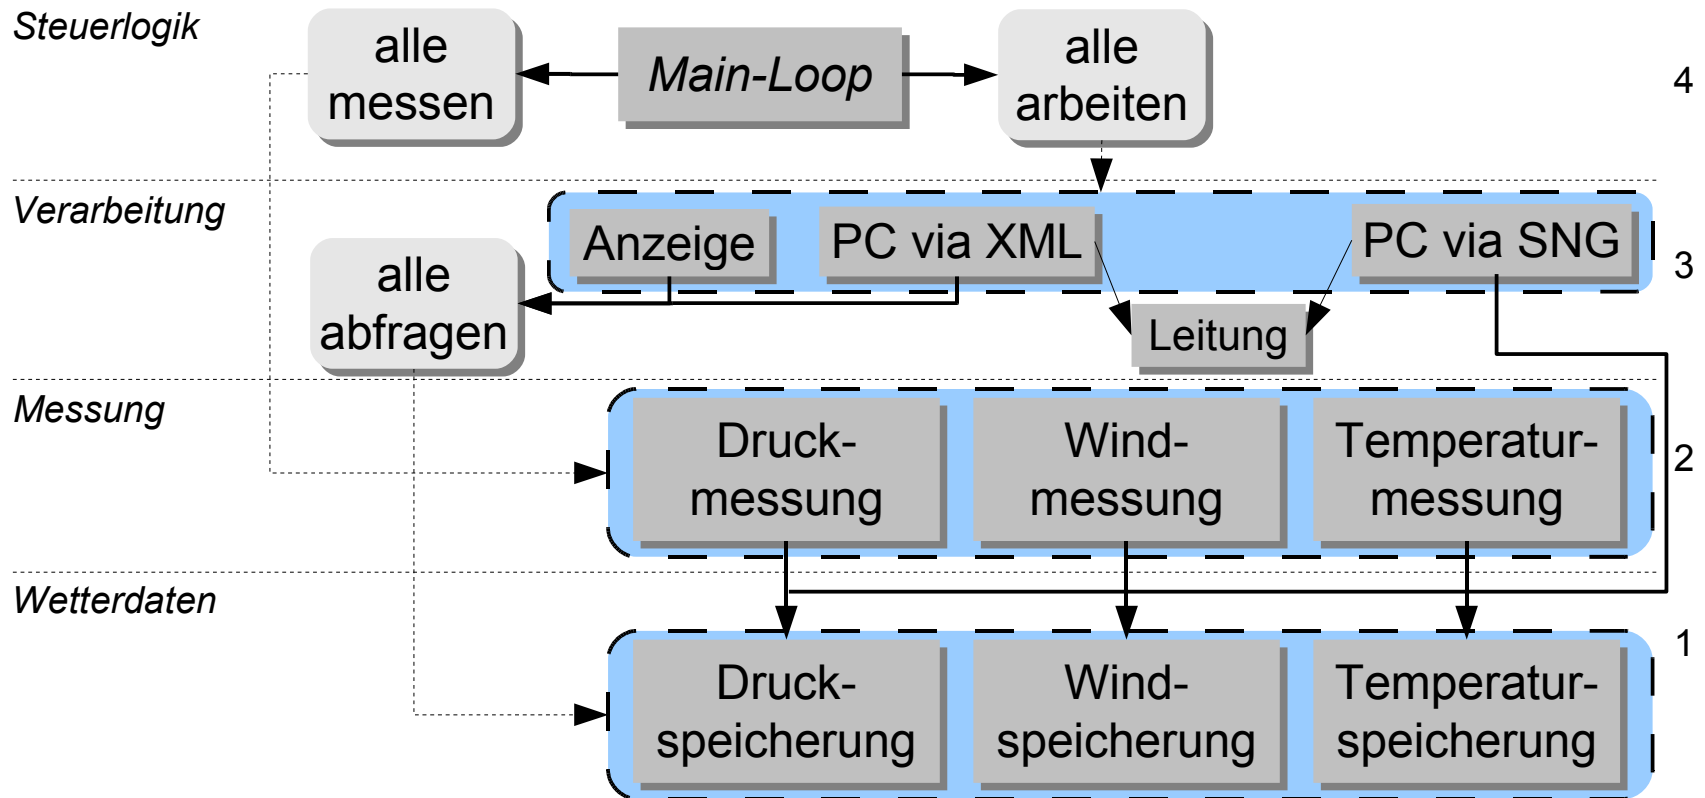 Steuerlogik
alle
messen
Main-Loop
alle
arbeiten
4
Verarbeitung
Anzeige
PC via XML
PC via SNG
3
alle
abfragen
Leitung
Messung
Druck-
messung
Wind-
messung
Temperatur-
messung
2
Wetterdaten
Druck-
speicherung
Wind-
speicherung
Temperatur-
speicherung
1